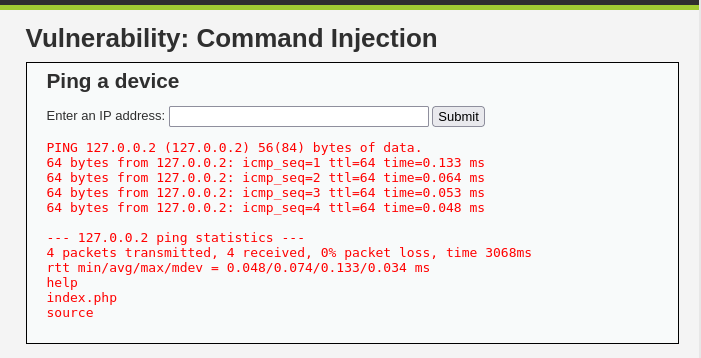 Vulnerability: Command Injection
Ping a device
Enter an IP address: Submit
PING 127.0.0.2 (127.0.0.2) 56(84) bytes of data.
64 bytes from 127.0.0.2: icmp_seq=1 ttl=64 time=0.133 ms
64 bytes from 127.0.0.2: icmp_seq=2 ttl=64 time=0.064 ms
64 bytes from 127.0.0.2: icmp_seq=3 ttl=64 time=0.053 ms
64 bytes from 127.0.0.2: icmp_seq=4 ttl=64 time=0.048 ms
--- 127.0.0.2 ping statistics ---
4 packets transmitted, 4 received, 0% packet loss, time 3068ms
rtt min/avg/max/mdev = 0.048/0.074/0.133/0.034 ms
help
index.php
source